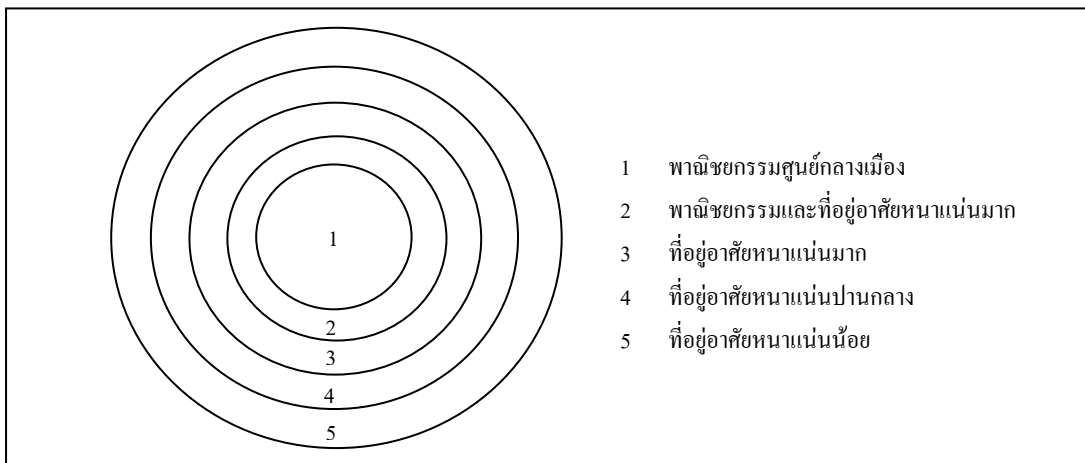 1
2
3
4
5
1 พาณิชยกรรมศูนย์กลางเมือง
2 พาณิชยกรรมและที่อยู่อาศัยหนาแน่นมาก
3 ที่อยู่อาศัยหนาแน่นมาก
4 ที่อยู่อาศัยหนาแน่นปานกลาง
5 ที่อยู่อาศัยหนาแน่นน้อย